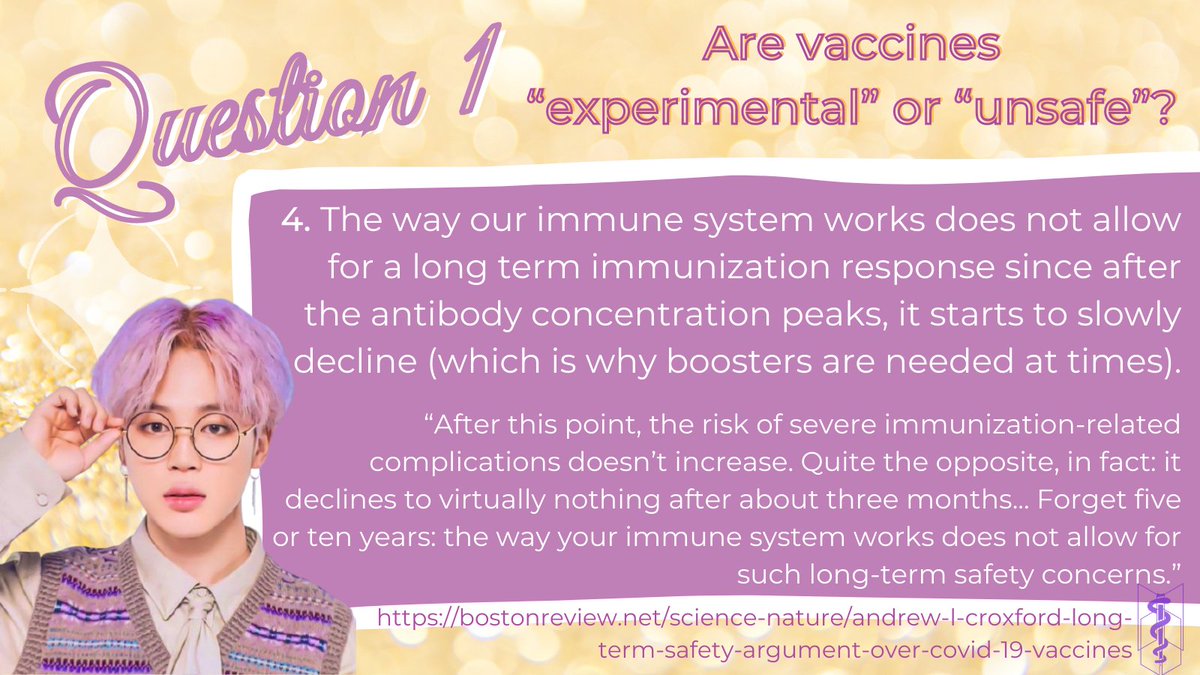 Question 1
Are vaccines
“experimental” or “unsafe”?
4. The way our immune system works does not allow
for a long term immunization response since after
the antibody concentration peaks, it starts to slowly
decline (which is why boosters are needed at times).
“After this point, the risk of severe immunization-related
complications doesn’t increase. Quite the opposite, in fact: it
declines to virtually nothing after about three months... Forget five
or ten years: the way your immune system works does not allow for
such long-term safety concerns.”
https://bostonreview.net/science-nature/andrew-l-croxford-long-
term-safety-argument-over-covid-19-vaccines